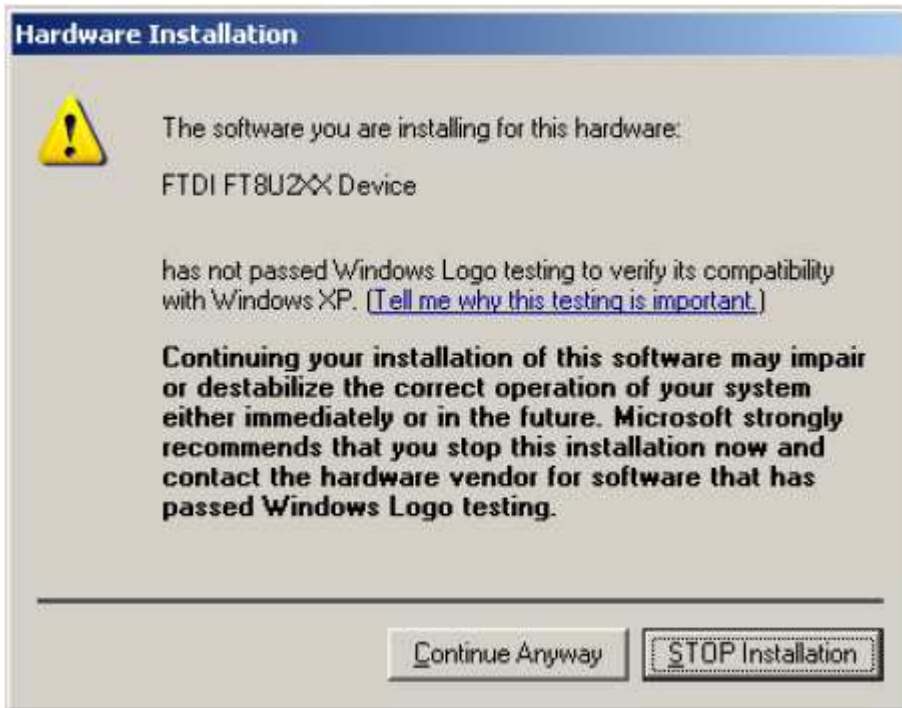 Hardware Installation
The software you are installing for this hardware:
FTDI FT8U2XX Device
has not passed Windows Logo testing to verify its compatibility
with Windows XP. (Tell me why this testing is important.)
Continuing your installation of this software may impair
or destabilize the correct operation of your system
either immediately or in the future. Microsoft strongly
recommends that you stop this installation now and
contact the hardware vendor for software that has
passed Windows Logo testing.
Continue Anyway
STOP Installation